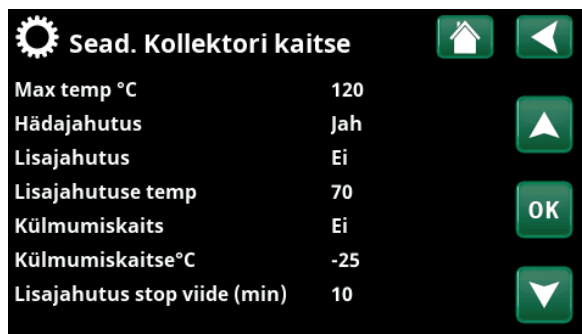 Sead. Kollektori kaitse
Max temp °C 120
Hädajahutus Jah
Lisajahutus Ei
Lisajahutuse temp 70
Külmumiskaits Ei
Külmumiskaitse°C -25
Lisajahutus stop viide (min) 10
OK